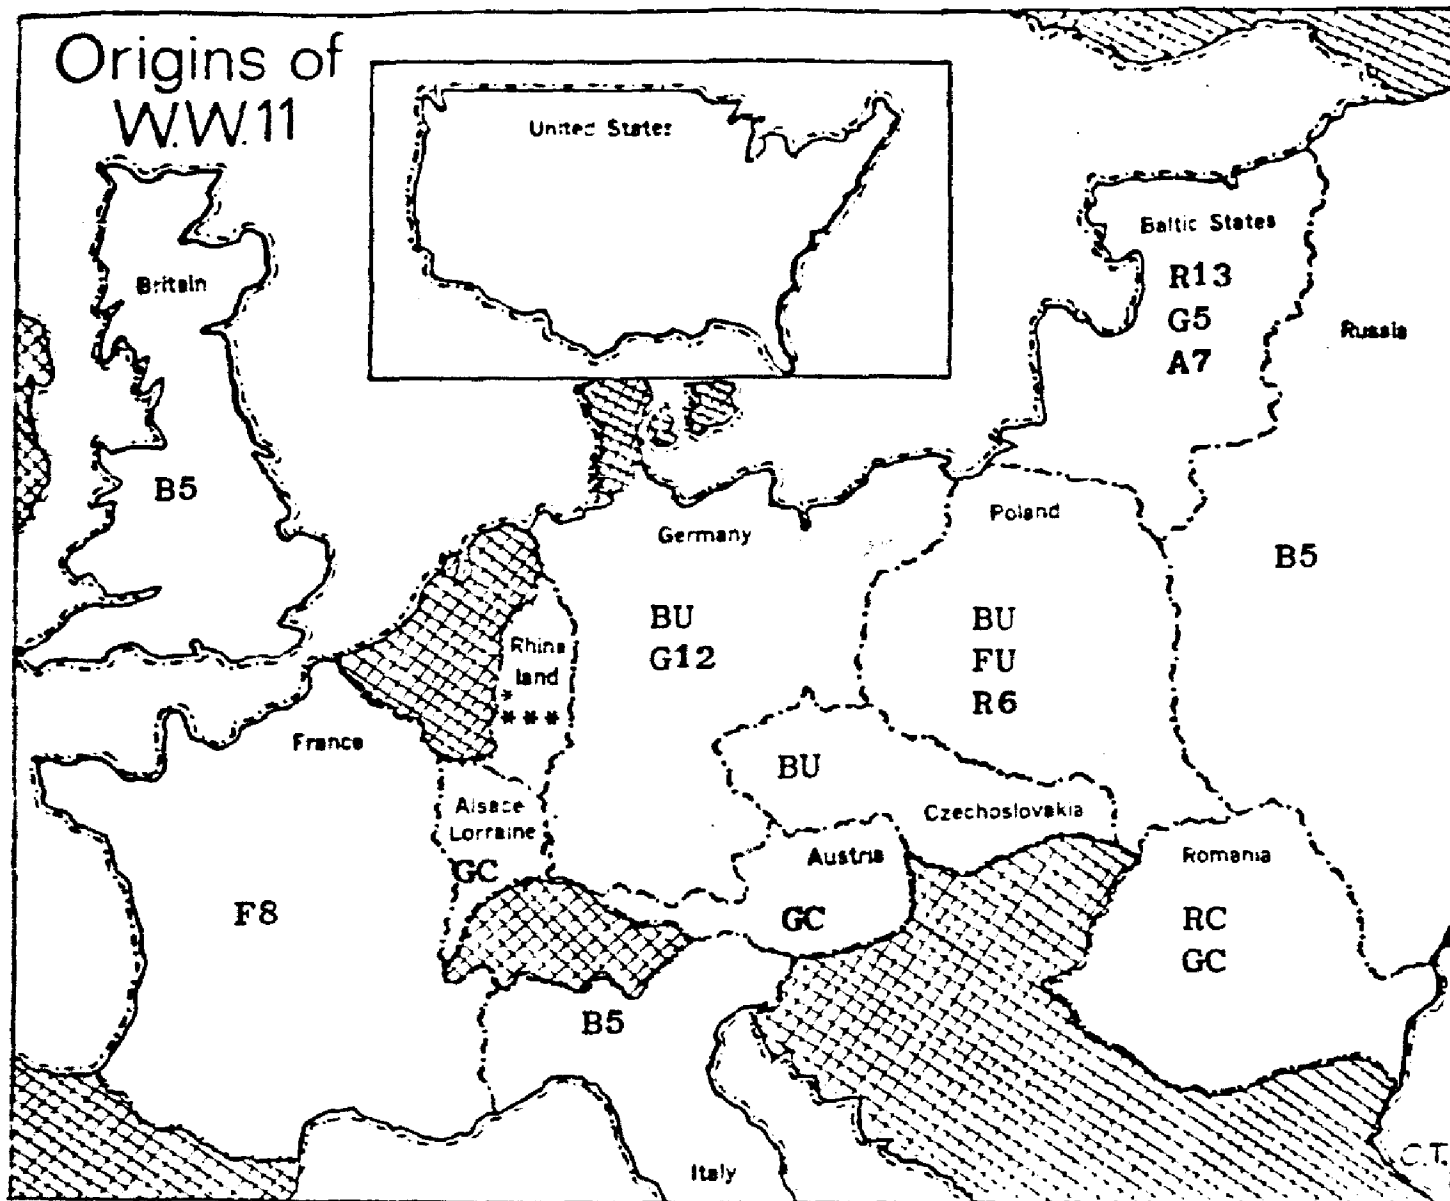 Origins of
W.W.11
United States
Britain
B5
Baltic States
R13
G5
A7
Russia
B5
Germany
BU
G12
Poland
BU
FU
R6
Rhine
land
*
***
France
F8
Alsace
Lorraine
GC
BU
Czechoslovakia
Austria
GC
Romania
RC
GC
B5
Italy
C.T.